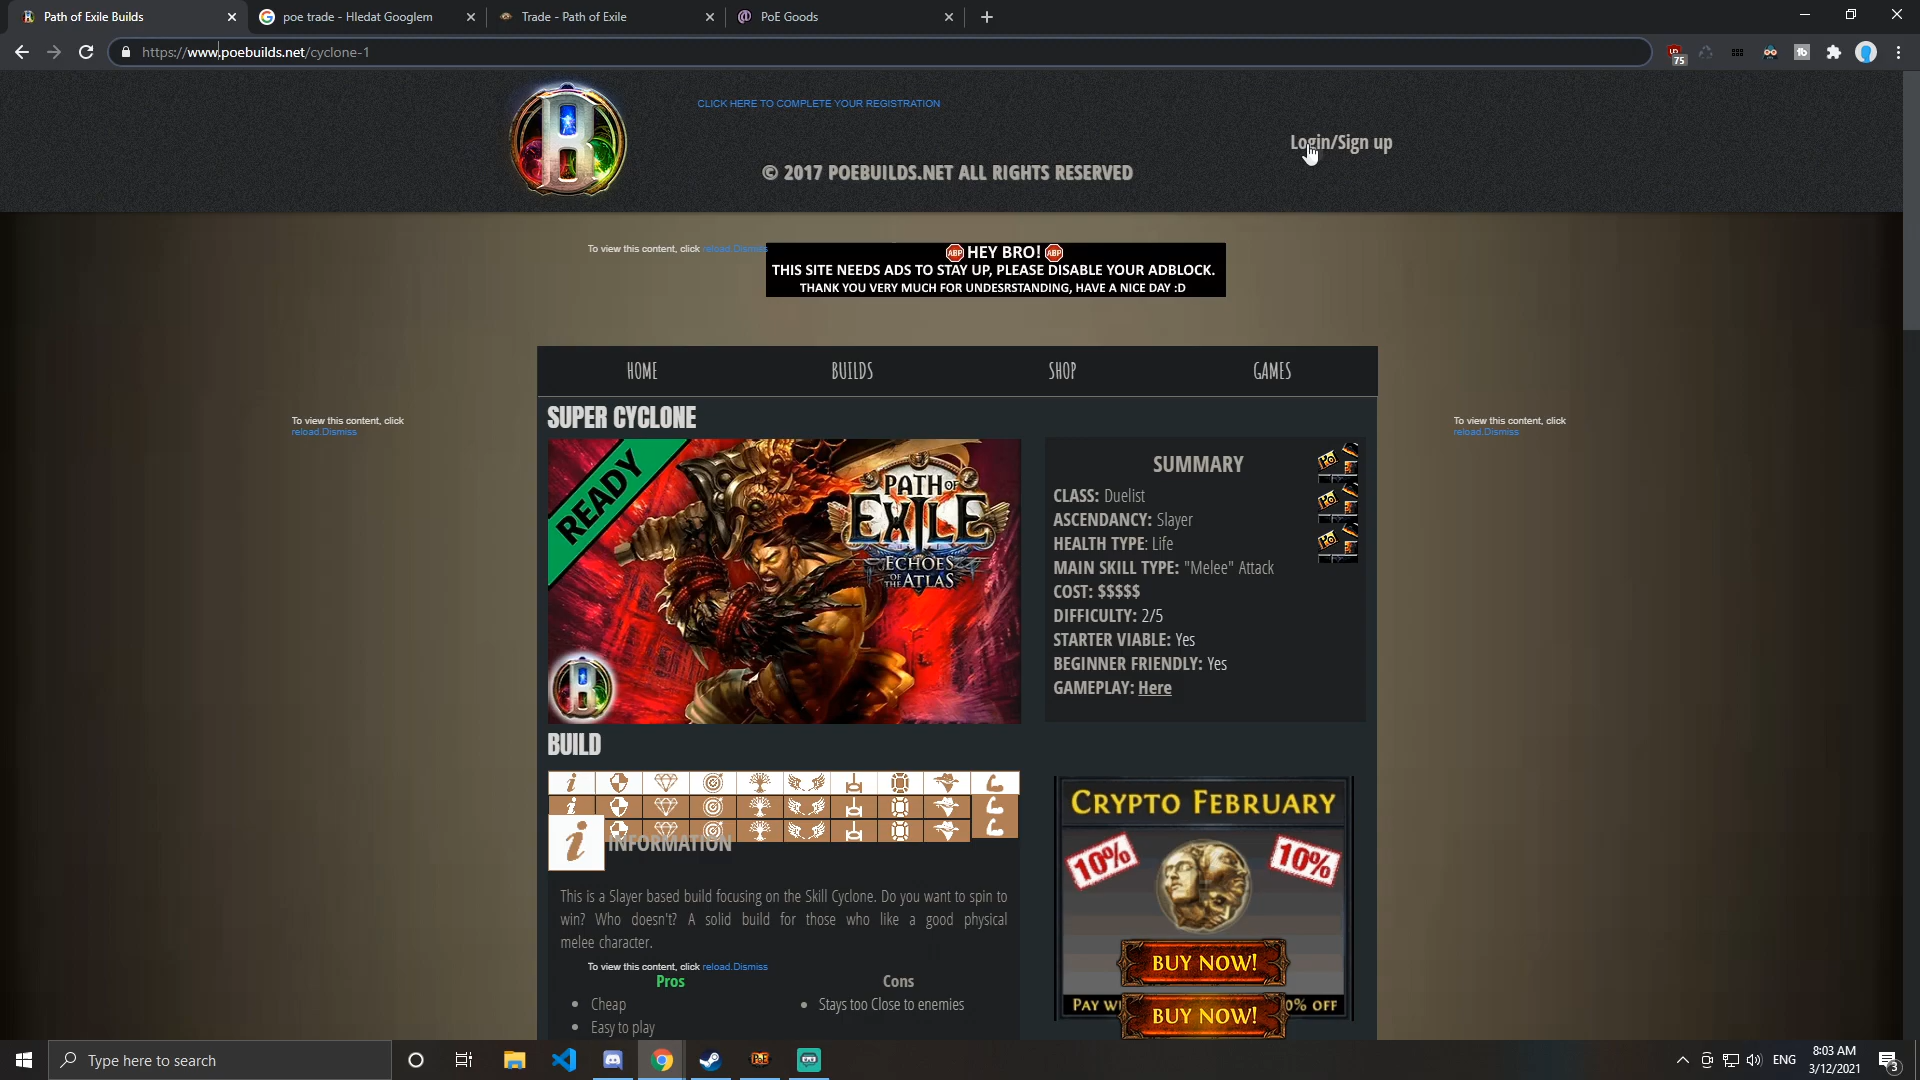 Path of Exile Builds
poe trade - Hledat Googlem
Trade - Path of Exile
PoE Goods
https://www.poebuilds.net/cyclone-1
75
CLICK HERE TO COMPLETE YOUR REGISTRATION
Login/Sign up
© 2017 POEBUILDS.NET ALL RIGHTS RESERVED
To view this content, click reload.Dismiss
ABP HEY BRO! ABP
THIS SITE NEEDS ADS TO STAY UP, PLEASE DISABLE YOUR ADBLOCK.
THANK YOU VERY MUCH FOR UNDESRSTANDING, HAVE A NICE DAY :D
HOME
BUILDS
SHOP
GAMES
To view this content, click
reload.Dismiss
To view this content, click
reload.Dismiss
SUPER CYCLONE
READY
PATH OF
EXILE
ECHOES
OF THE ATLAS
SUMMARY
CLASS: Duelist
ASCENDANCY: Slayer
HEALTH TYPE: Life
MAIN SKILL TYPE: "Melee" Attack
COST: $$$$$
DIFFICULTY: 2/5
STARTER VIABLE: Yes
BEGINNER FRIENDLY: Yes
GAMEPLAY: Here
BUILD
INFORMATION
This is a Slayer based build focusing on the Skill Cyclone. Do you want to spin to
win? Who doesn't? A solid build for those who like a good physical
melee character.
To view this content, click reload.Dismiss
Pros
Cheap
Easy to play
Cons
Stays too Close to enemies
CRYPTO FEBRUARY
10%
10%
BUY NOW!
BUY NOW!
PAY WI
0% OFF
Type here to search
PoE
ENG
8:03 AM
3/12/2021
3